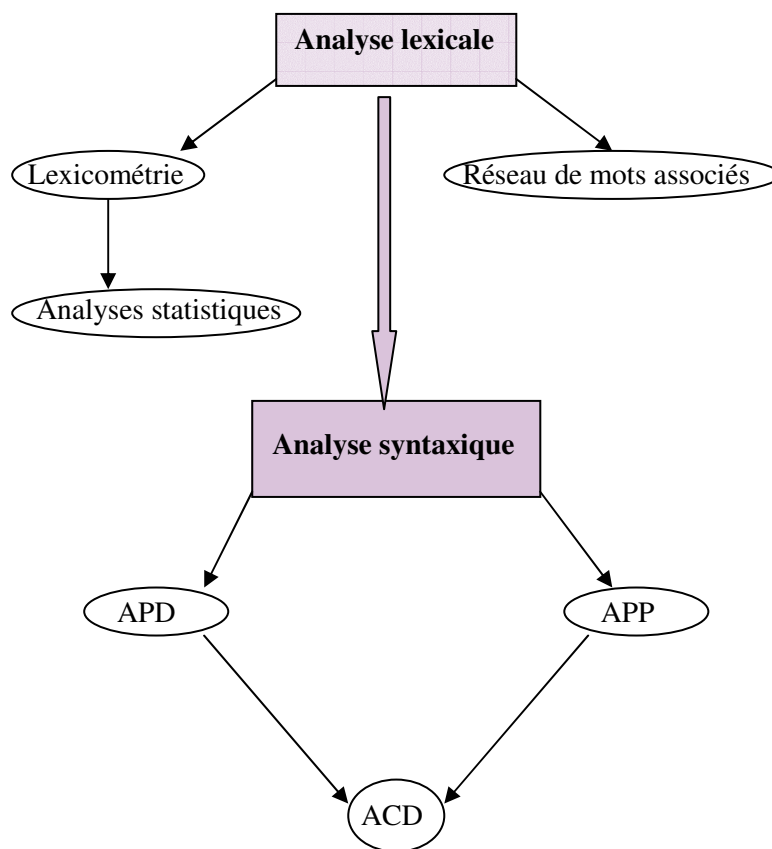 Analyse lexicale
Lexicométrie
Réseau de mots associés
Analyses statistiques
Analyse syntaxique
APD
APP
ACD